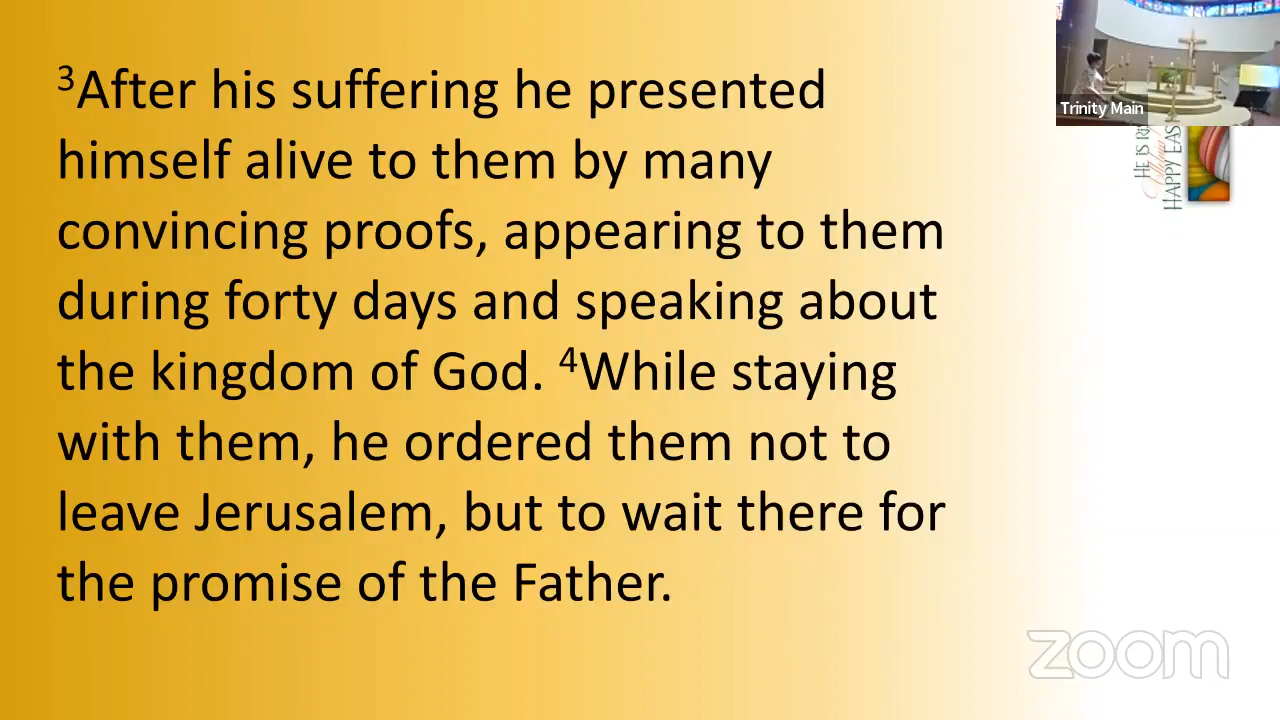 ³After his suffering he presented
himself alive to them by many
convincing proofs, appearing to them
during forty days and speaking about
the kingdom of God. ⁴While staying
with them, he ordered them not to
leave Jerusalem, but to wait there for
the promise of the Father.
Trinity Main
HE IS
HAPPY
zoom